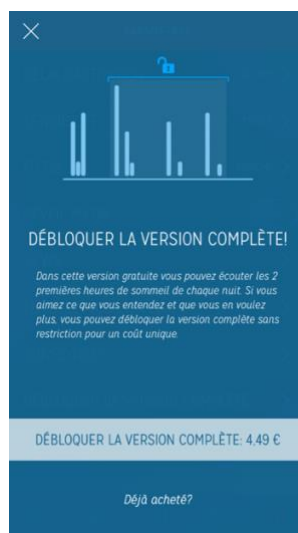 DÉBLOQUER LA VERSION COMPLÈTE!
Dans cette version gratuite vous pouvez écouter les 2
premières heures de sommeil de chaque nuit. Si vous
aimez ce que vous entendez et que vous en voulez
plus, vous pouvez débloquer la version complète sans
restriction pour un coût unique.
DÉBLOQUER LA VERSION COMPLÈTE: 4,49 €
Déjà acheté?